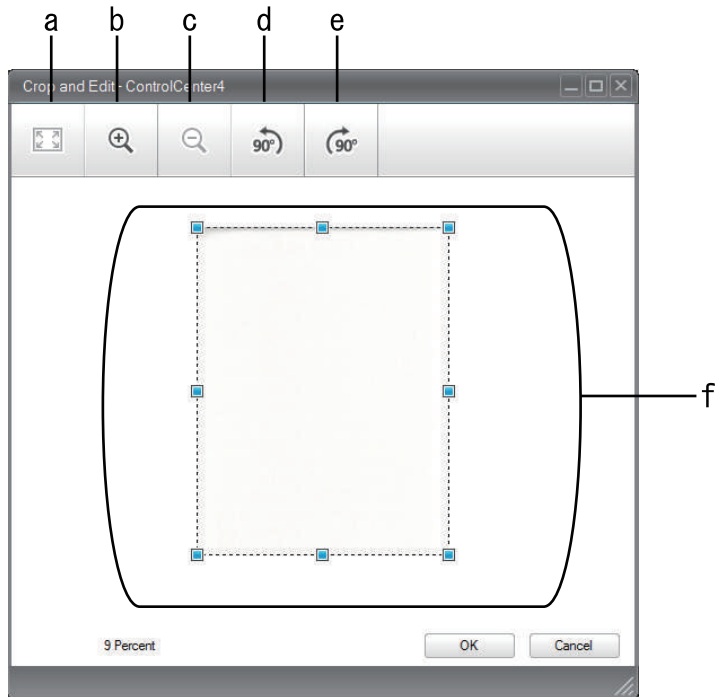 a b c d e
Crop and Edit - ControlCenter4
90° 90°
f
9 Percent OK Cancel